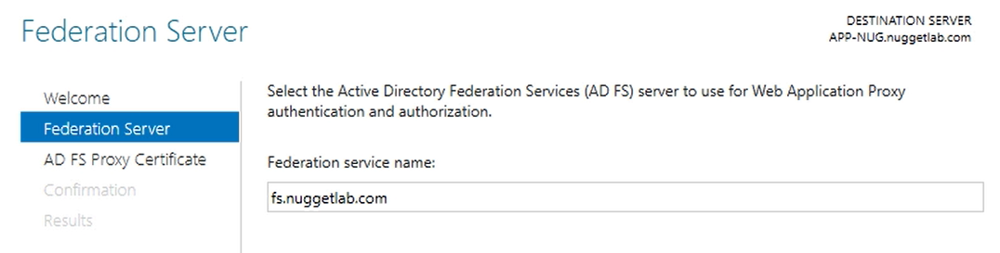 Federation Server
DESTINATION SERVER
APP-NUG.nuggetlab.com
Welcome
Federation Server
AD FS Proxy Certificate
Confirmation
Results
Select the Active Directory Federation Services (AD FS) server to use for Web Application Proxy
authentication and authorization.
Federation service name:
fs.nuggetlab.com